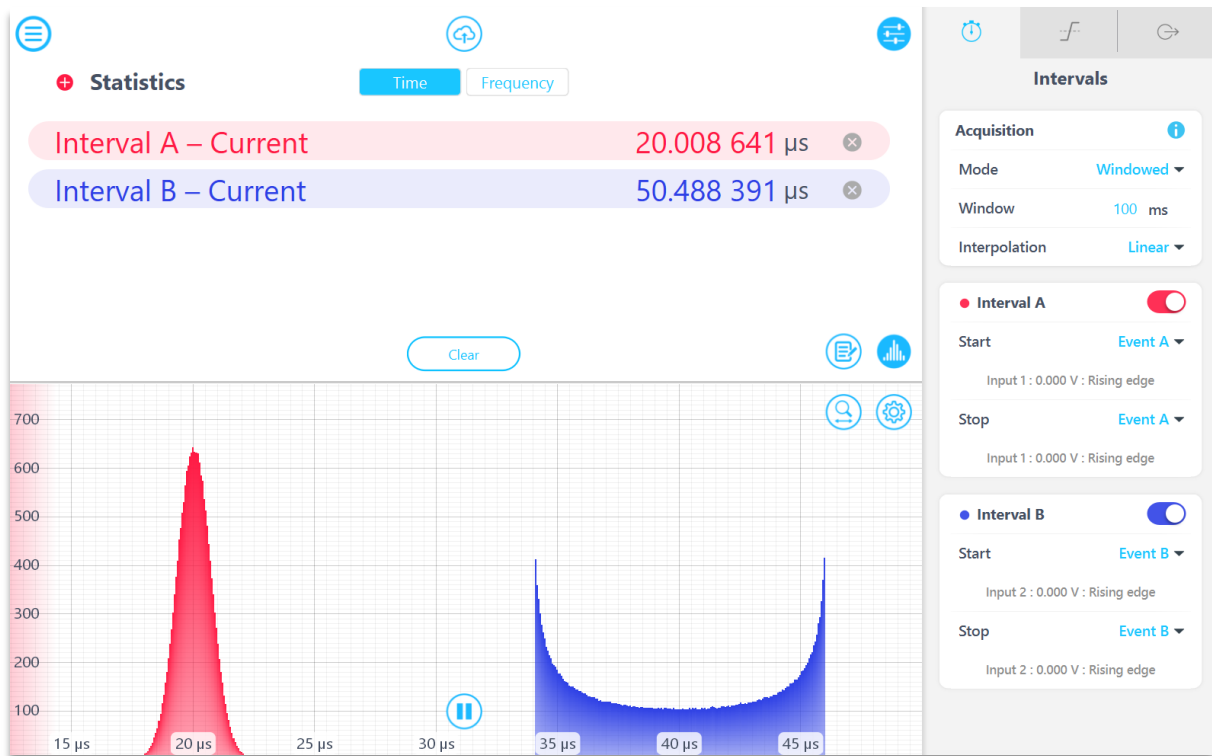 Statistics
Time
Frequency
Interval A – Current 20.008 641 µs
Interval B – Current 50.488 391 µs
Clear
700
600
500
400
300
200
100
15 µs 20 µs 25 µs 30 µs 35 µs 40 µs 45 µs
Intervals
Acquisition
Mode Windowed
Window 100 ms
Interpolation Linear
Interval A
Start Event A
Input 1 : 0.000 V : Rising edge
Stop Event A
Input 1 : 0.000 V : Rising edge
Interval B
Start Event B
Input 2 : 0.000 V : Rising edge
Stop Event B
Input 2 : 0.000 V : Rising edge